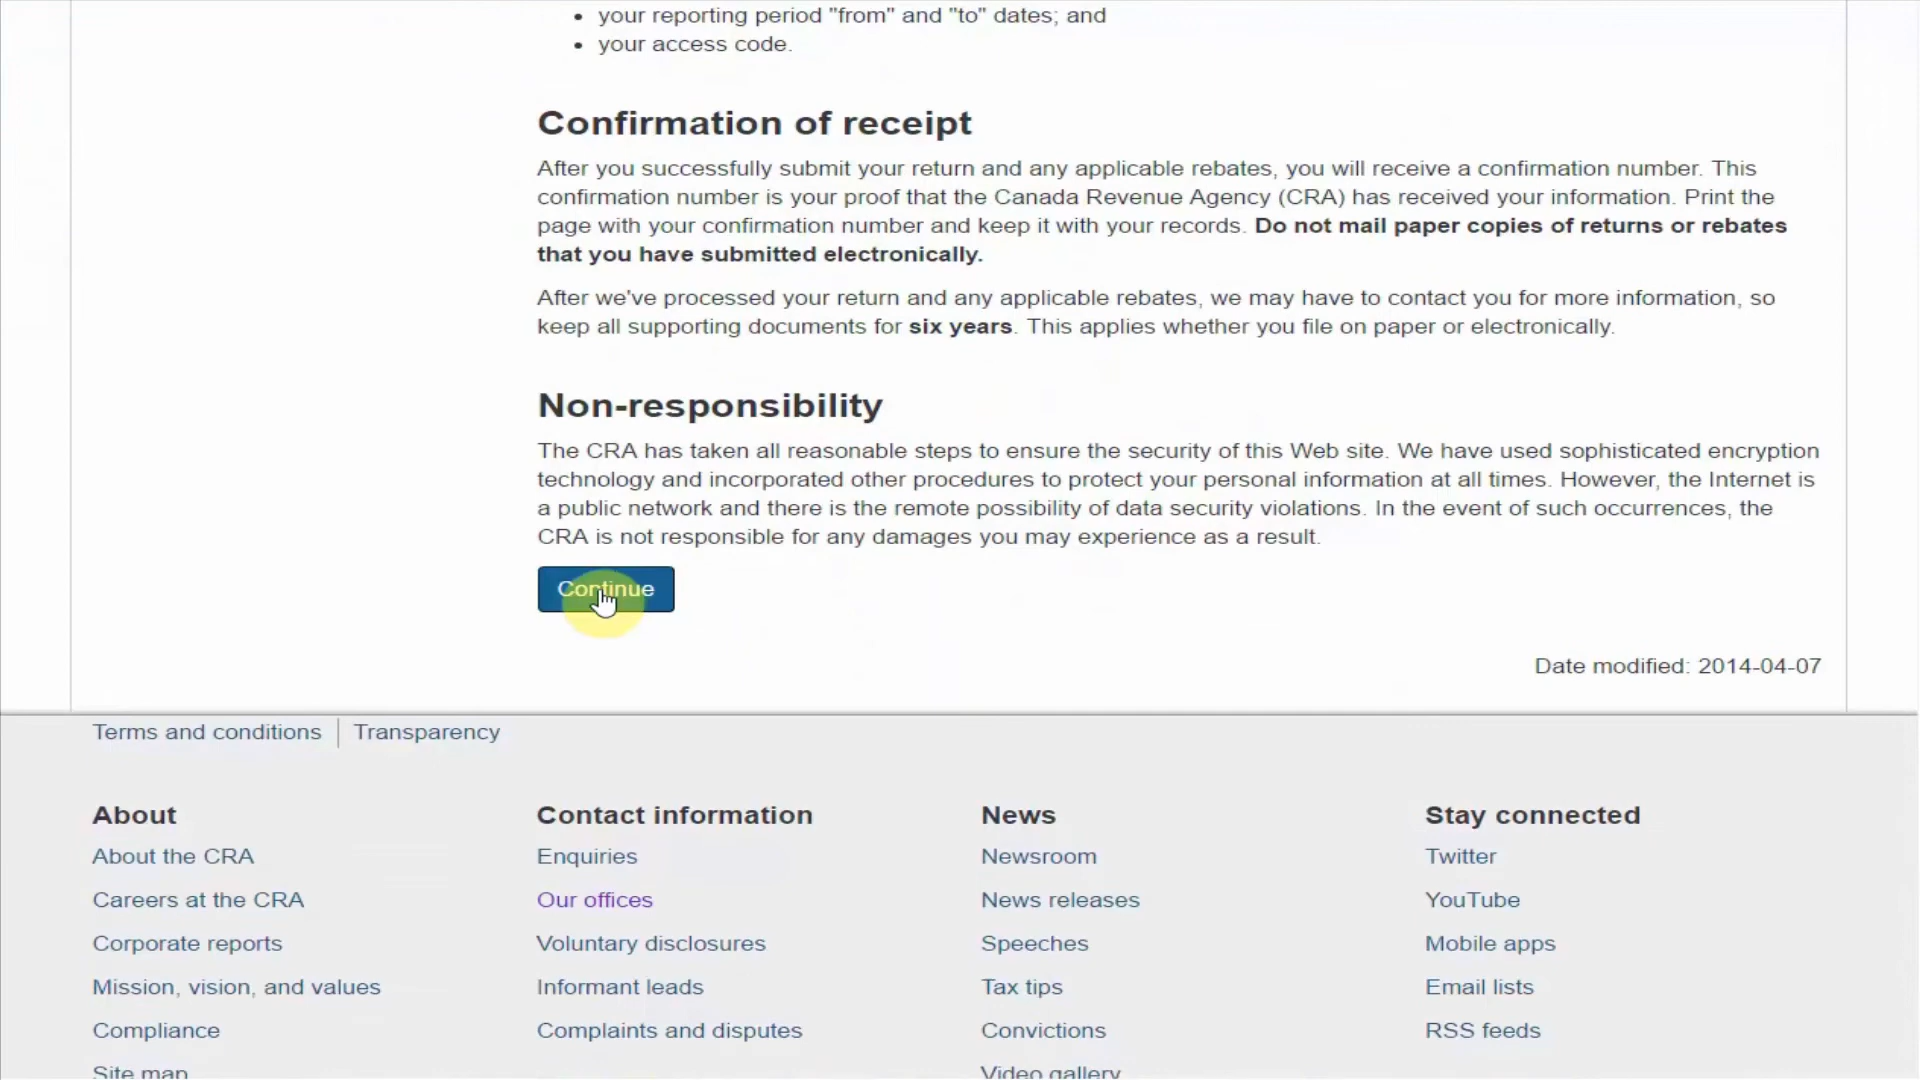 your reporting period "from" and "to" dates; and
your access code.
Confirmation of receipt
After you successfully submit your return and any applicable rebates, you will receive a confirmation number. This
confirmation number is your proof that the Canada Revenue Agency (CRA) has received your information. Print the
page with your confirmation number and keep it with your records. Do not mail paper copies of returns or rebates
that you have submitted electronically.
After we've processed your return and any applicable rebates, we may have to contact you for more information, so
keep all supporting documents for six years. This applies whether you file on paper or electronically.
Non-responsibility
The CRA has taken all reasonable steps to ensure the security of this Web site. We have used sophisticated encryption
technology and incorporated other procedures to protect your personal information at all times. However, the Internet is
a public network and there is the remote possibility of data security violations. In the event of such occurrences, the
CRA is not responsible for any damages you may experience as a result.
Continue
Date modified: 2014-04-07
Terms and conditions | Transparency
About
About the CRA
Careers at the CRA
Corporate reports
Mission, vision, and values
Compliance
Site map
Contact information
Enquiries
Our offices
Voluntary disclosures
Informant leads
Complaints and disputes
News
Newsroom
News releases
Speeches
Tax tips
Convictions
Video gallery
Stay connected
Twitter
YouTube
Mobile apps
Email lists
RSS feeds